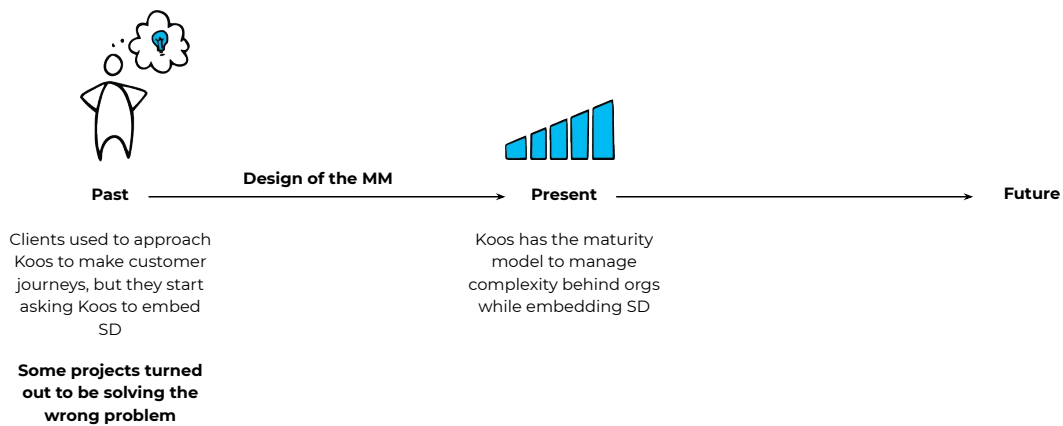 Design of the MM
Past
Present
Future
Clients used to approach
Koos to make customer
journeys, but they start
asking Koos to embed
SD
Some projects turned
out to be solving the
wrong problem
Koos has the maturity
model to manage
complexity behind orgs
while embedding SD